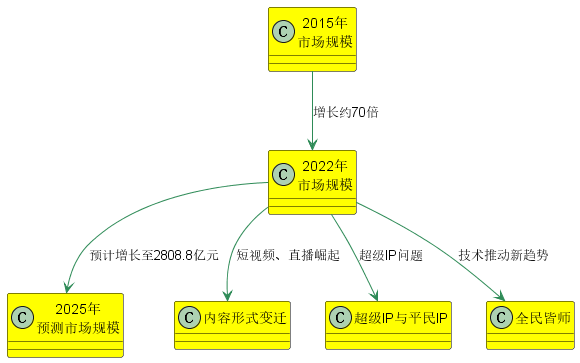 C
2015年
市场规模
增长约70倍
C
2022年
市场规模
预计增长至2808.8亿元
短视频、直播崛起
超级IP问题
技术推动新趋势
C
2025年
预测市场规模
C
内容形式变迁
C
超级IP与平民IP
C
全民皆师